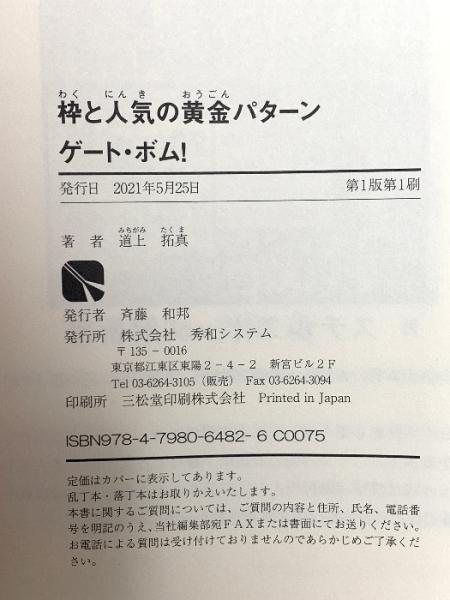 わく にんき おうごん
枠と人気の黄金パターン
ゲート・ボム!
発行日 2021年5月25日 第1版第1刷
みちがみ たくま
著 者 道上 拓真
発行者 斉藤 和邦
発行所 株式会社 秀和システム
〒135-0016
東京都江東区東陽2-4-2 新宮ビル2F
Tel 03-6264-3105(販売) Fax 03-6264-3094
印刷所 三松堂印刷株式会社 Printed in Japan
ISBN978-4-7980-6482-6 C0075
定価はカバーに表示してあります。
乱丁本・落丁本はお取りかえいたします。
本書に関するご質問については、ご質問の内容と住所、氏名、電話番
号を明記のうえ、当社編集部宛FAXまたは書面にてお送りください。
お電話によるご質問は受け付けておりませんのであらかじめご了承くださ
い。